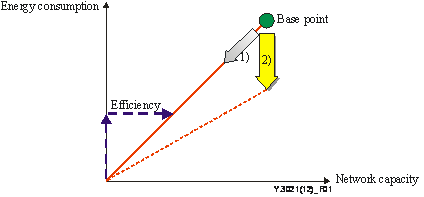 Energy consumption
Base point
1)
2)
Efficiency
Network capacity
Y.3021(12)_F01